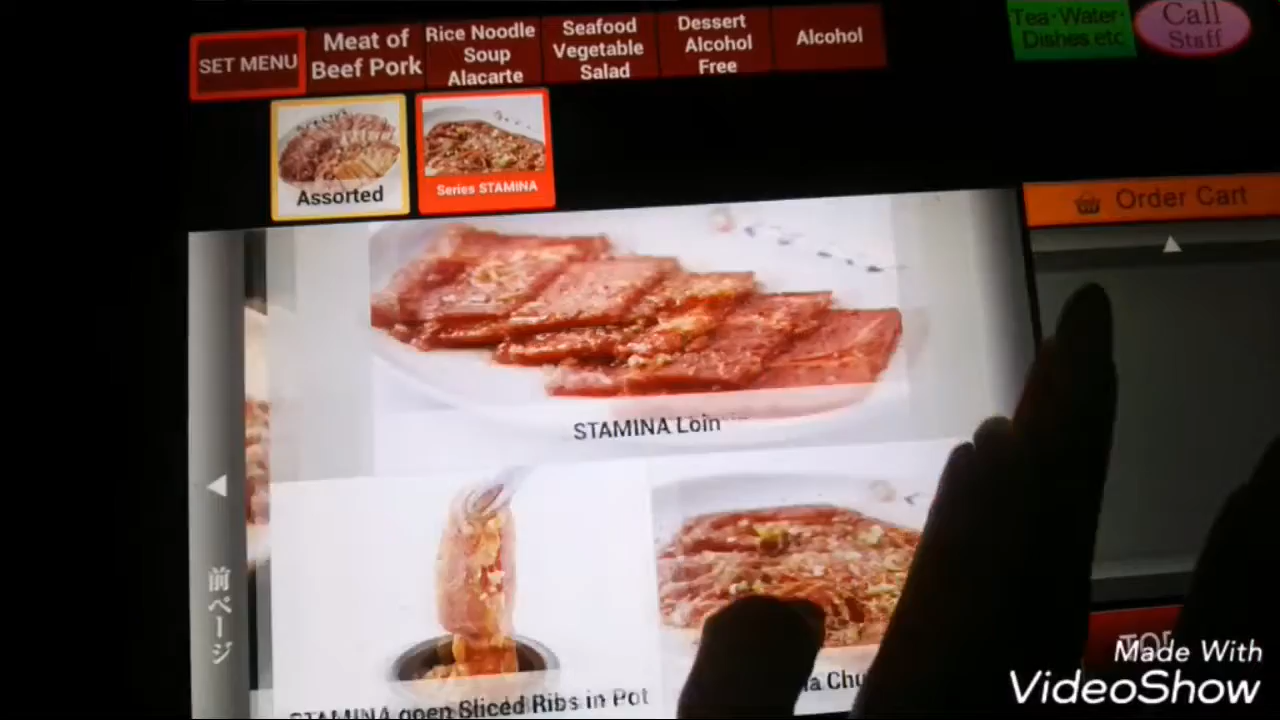 SET MENU
Meat of
Beef Pork
Rice Noodle
Soup
Alacarte
Seafood
Vegetable
Salad
Dessert
Alcohol
Free
Alcohol
Tea·Water·
Dishes etc
Call
Staff
Assorted
Series STAMINA
Order Cart
STAMINA Loin
前ページ
STAMINA open Sliced Ribs in Pot
Made With
VideoShow